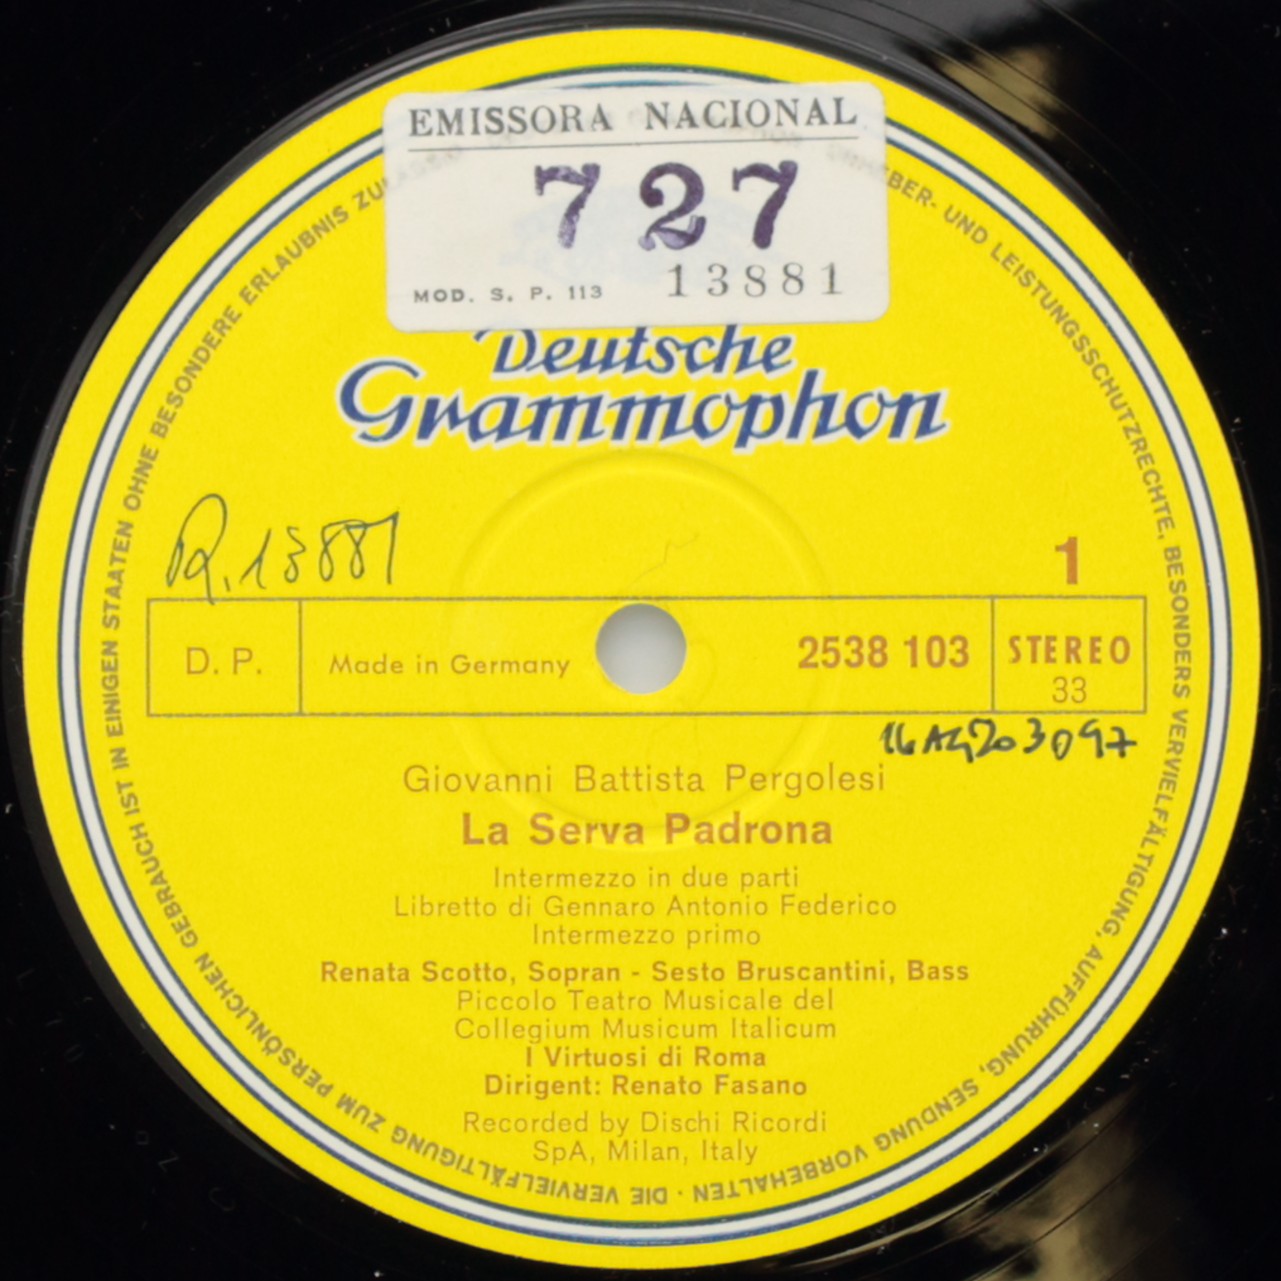 EMISSORA NACIONAL
727
MOD. S. P. 113 13881
Deutsche
Grammophon
R.13881
1
D. P. Made in Germany 2538 103 STEREO
33
Giovanni Battista Pergolesi
La Serva Padrona
Intermezzo in due parti
Libretto di Gennaro Antonio Federico
Intermezzo primo
Renata Scotto, Sopran - Sesto Bruscantini, Bass
Piccolo Teatro Musicale del
Collegium Musicum Italicum
I Virtuosi di Roma
Dirigent: Renato Fasano
Recorded by Dischi Ricordi
SpA, Milan, Italy
UND LEISTUNGSSCHUTZRECHTE, BESONDERS VERVIELFÄLTIGUNG, AUFFÜHRUNG, SENDUNG VORBEHALTEN · DIE VERVIELFÄLTIGUNG ZUM PERSÖNLICHEN GEBRAUCH IST IN EINIGEN STAATEN OHNE BESONDERE ERLAUBNIS